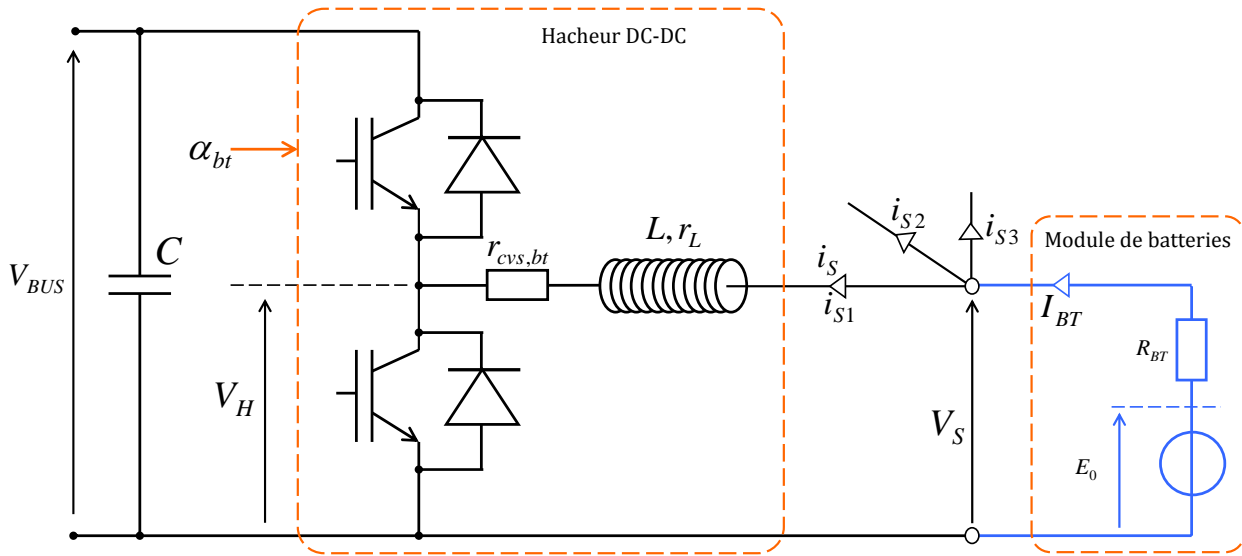 Hacheur DC-DC
α_bt
V_BUS
C
r_cvs,bt
L, r_L
i_S
i_S1
i_S2
i_S3
Module de batteries
I_BT
R_BT
V_H
V_S
E_0